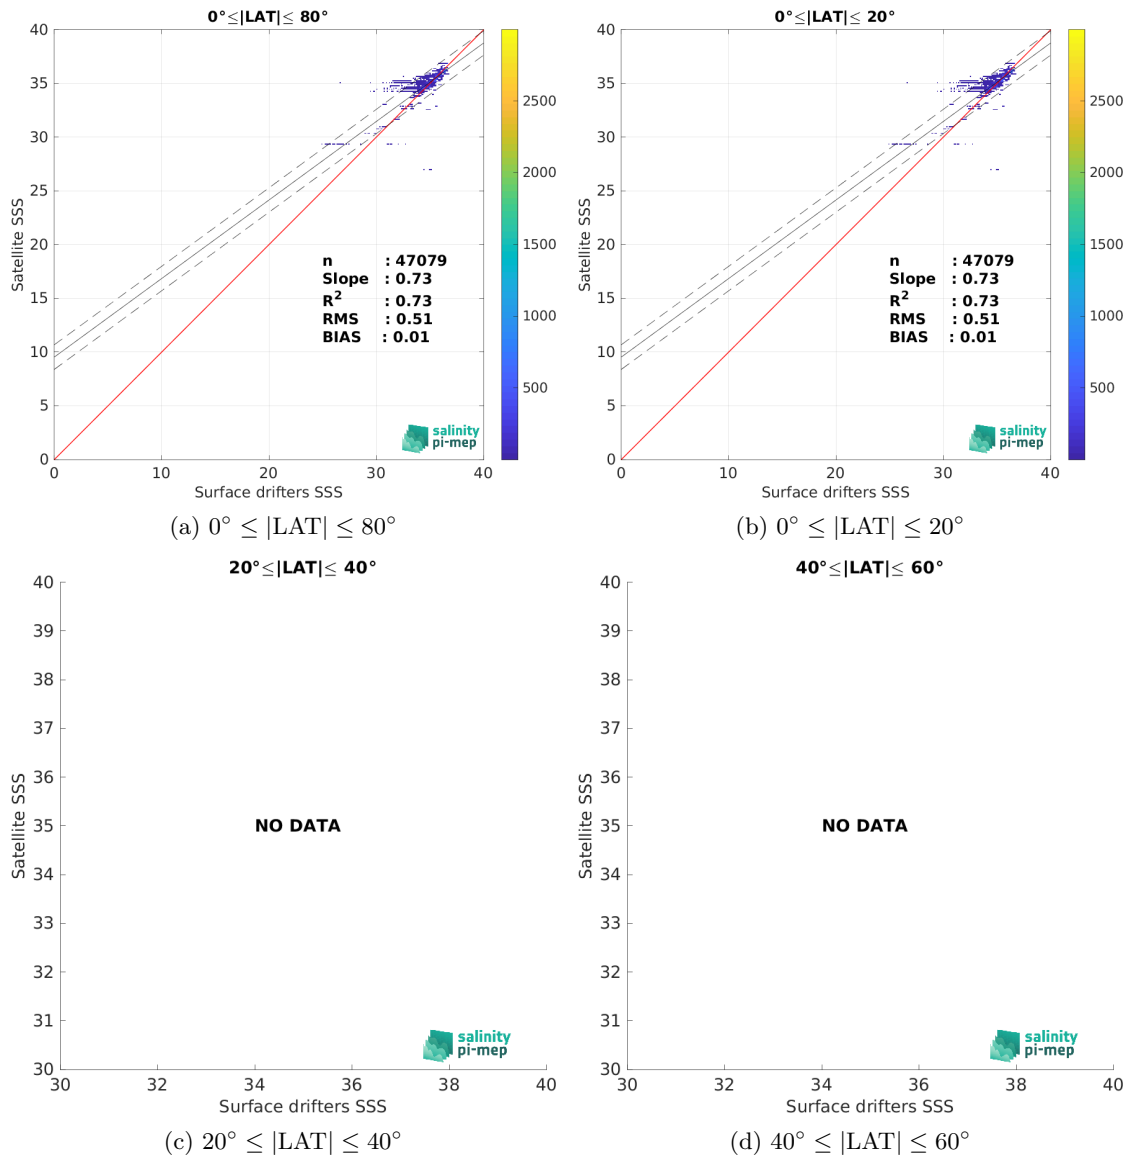 0°≤|LAT|≤ 80°
40
35
30
25
20
15
10
5
0
0
10
20
30
40
Satellite SSS
Surface drifters SSS
n : 47079
Slope : 0.73
R² : 0.73
RMS : 0.51
BIAS : 0.01
salinity
pi-mep
2500
2000
1500
1000
500
(a) 0° ≤ |LAT| ≤ 80°
0°≤|LAT|≤ 20°
40
35
30
25
20
15
10
5
0
0
10
20
30
40
Satellite SSS
Surface drifters SSS
n : 47079
Slope : 0.73
R² : 0.73
RMS : 0.51
BIAS : 0.01
salinity
pi-mep
2500
2000
1500
1000
500
(b) 0° ≤ |LAT| ≤ 20°
20°≤|LAT|≤ 40°
40
39
38
37
36
35
34
33
32
31
30
30
32
34
36
38
40
Satellite SSS
NO DATA
salinity
pi-mep
Surface drifters SSS
(c) 20° ≤ |LAT| ≤ 40°
40°≤|LAT|≤ 60°
40
39
38
37
36
35
34
33
32
31
30
30
32
34
36
38
40
Satellite SSS
NO DATA
salinity
pi-mep
Surface drifters SSS
(d) 40° ≤ |LAT| ≤ 60°